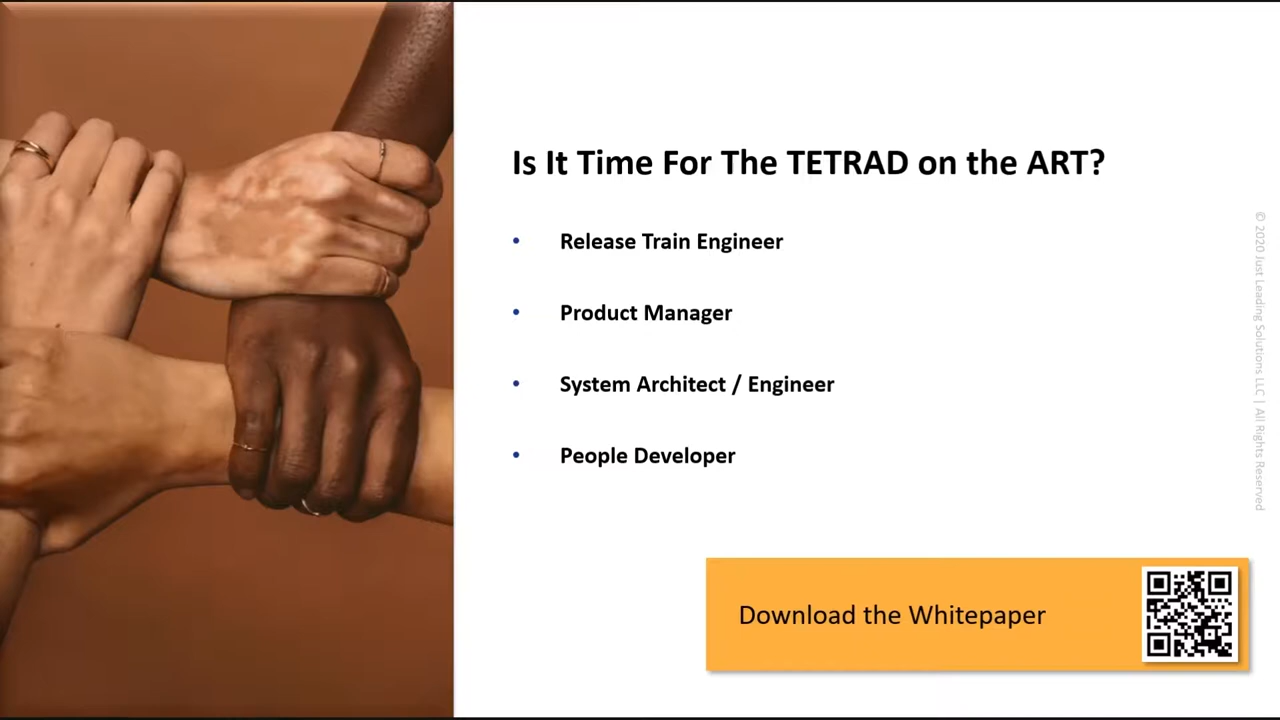 Is It Time For The TETRAD on the ART?
• Release Train Engineer
• Product Manager
• System Architect / Engineer
• People Developer
Download the Whitepaper
© 2020 Just Leading Solutions LLC | All Rights Reserved